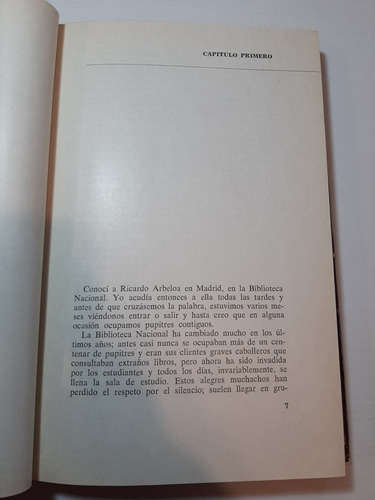 CAPITULO PRIMERO
Conocí a Ricardo Arbeloa en Madrid, en la Biblioteca
Nacional. Yo acudía entonces a ella todas las tardes y
antes de que cruzásemos la palabra, estuvimos varios me-
ses viéndonos entrar o salir y hasta creo que en alguna
ocasión ocupamos pupitres contiguos.
La Biblioteca Nacional ha cambiado mucho en los úl-
timos años; antes casi nunca se ocupaban más de un cen-
tenar de pupitres y eran sus clientes graves caballeros que
consultaban extraños libros, pero ahora ha sido invadida
por los estudiantes y todos los días, invariablemente, se
llena la sala de estudio. Estos alegres muchachos han
perdido el respeto por el silencio; suelen llegar en gru-
7